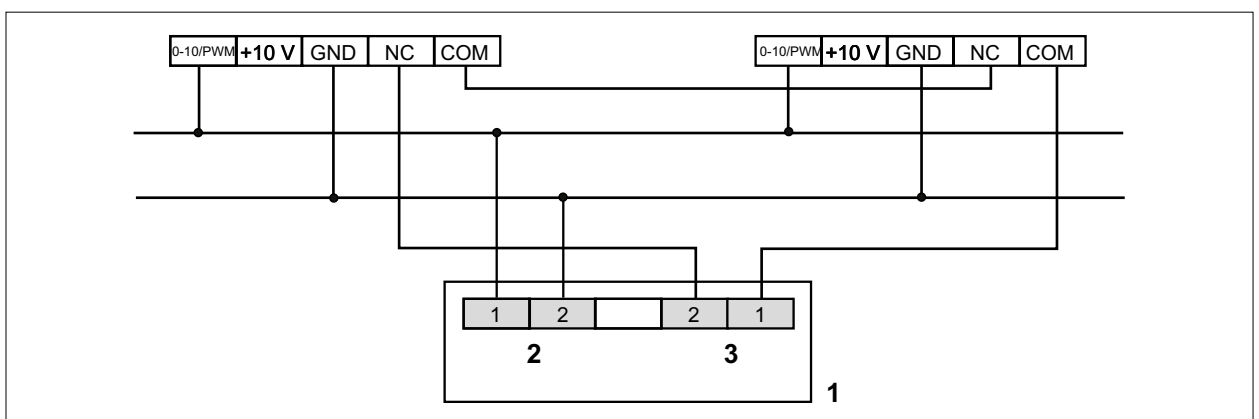 0-10/PWM +10 V GND NC COM
0-10/PWM +10 V GND NC COM
1 2 2 1
2 3
1